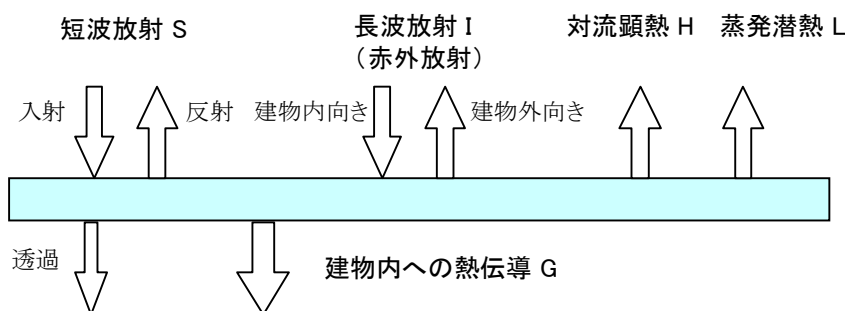 短波放射 S
長波放射 I
（赤外放射）
対流顕熱 H
蒸発潜熱 L
入射
反射
建物内向き
建物外向き
透過
建物内への熱伝導 G